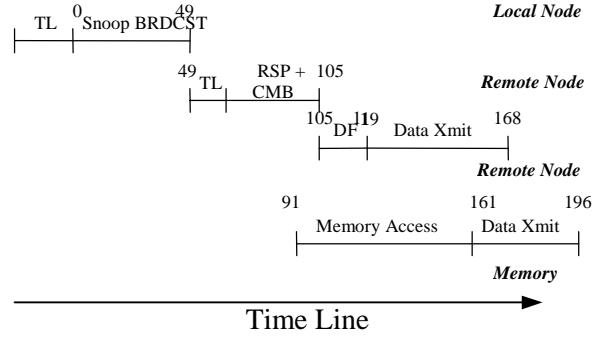 0 49 Local Node
TL Snoop BRDCST
49 TL RSP + 105 Remote Node
CMB
105 119 168
DF Data Xmit
Remote Node
91 161 196
Memory Access Data Xmit
Memory
Time Line